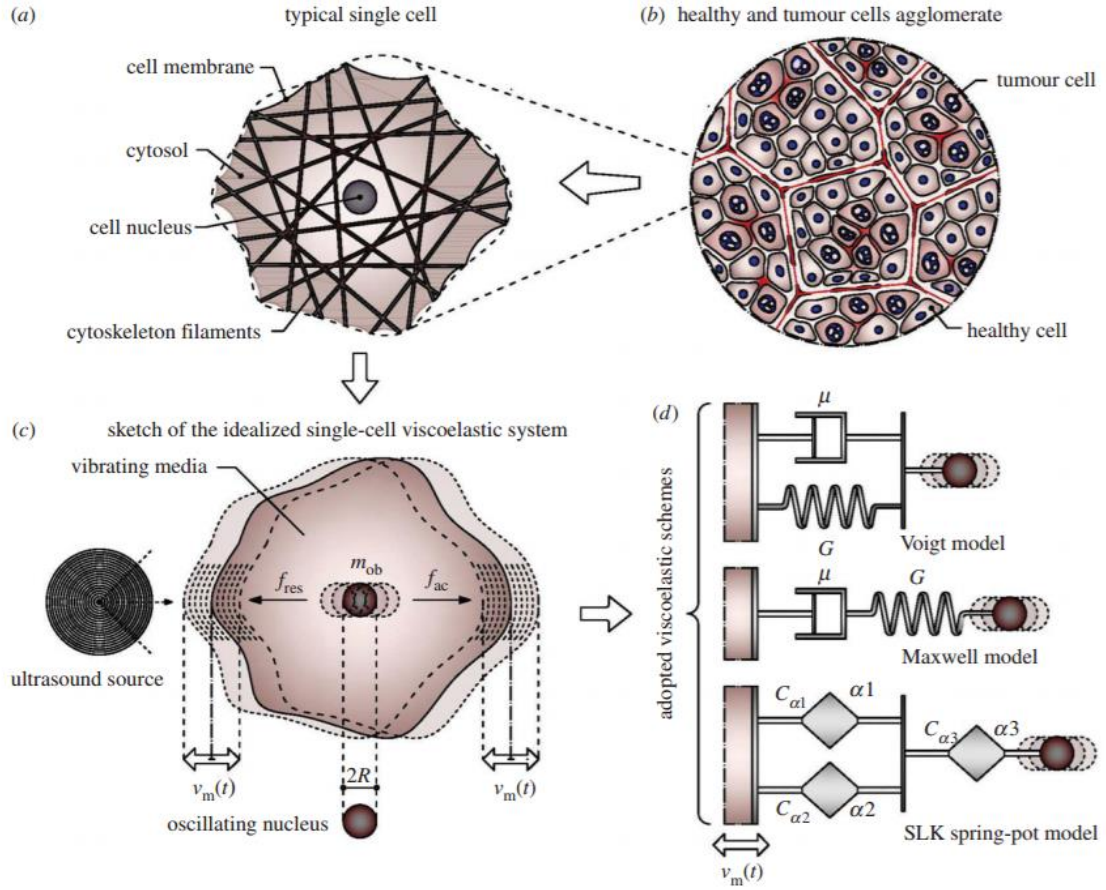 (a) typical single cell
cell membrane
cytosol
cell nucleus
cytoskeleton filaments
(b) healthy and tumour cells agglomerate
tumour cell
healthy cell
(c) sketch of the idealized single-cell viscoelastic system
vibrating media
m_ob
f_res
f_ac
ultrasound source
2R
v_m(t)
v_m(t)
oscillating nucleus
(d)
adopted viscoelastic schemes
μ
G
Voigt model
μ
G
Maxwell model
C_α1 α1
C_α3 α3
C_α2 α2
SLK spring-pot model
v_m(t)